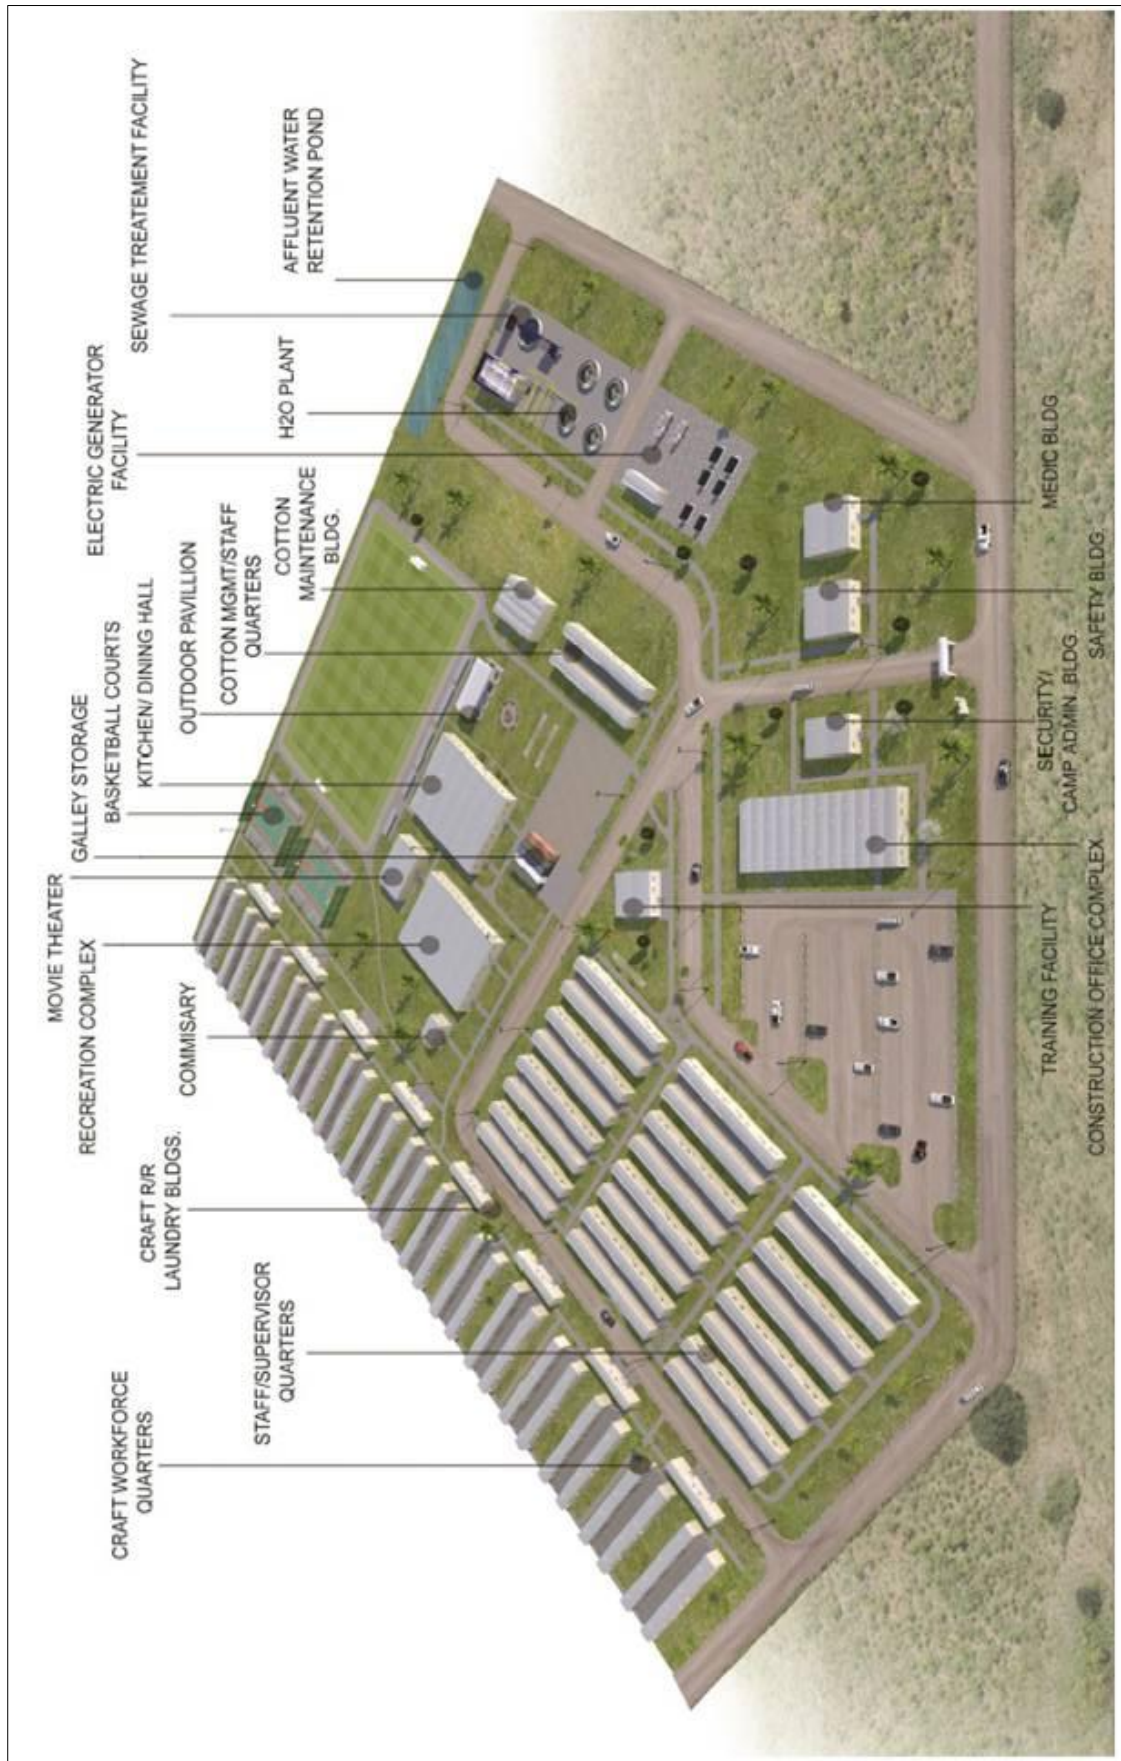 CRAFT WORKFORCE
QUARTERS
STAFF/SUPERVISOR
QUARTERS
CRAFT R/R
LAUNDRY BLDGS.
COMMISARY
RECREATION COMPLEX
MOVIE THEATER
GALLEY STORAGE
BASKETBALL COURTS
KITCHEN/ DINING HALL
OUTDOOR PAVILLION
COTTON MGMT/STAFF
QUARTERS
COTTON
MAINTENANCE
BLDG.
ELECTRIC GENERATOR
FACILITY
H2O PLANT
SEWAGE TREATEMENT FACILITY
AFFLUENT WATER
RETENTION POND
TRAINING FACILITY
CONSTRUCTION OFFICE COMPLEX
SECURITY/
CAMP ADMIN. BLDG.
SAFETY BLDG.
MEDIC BLDG